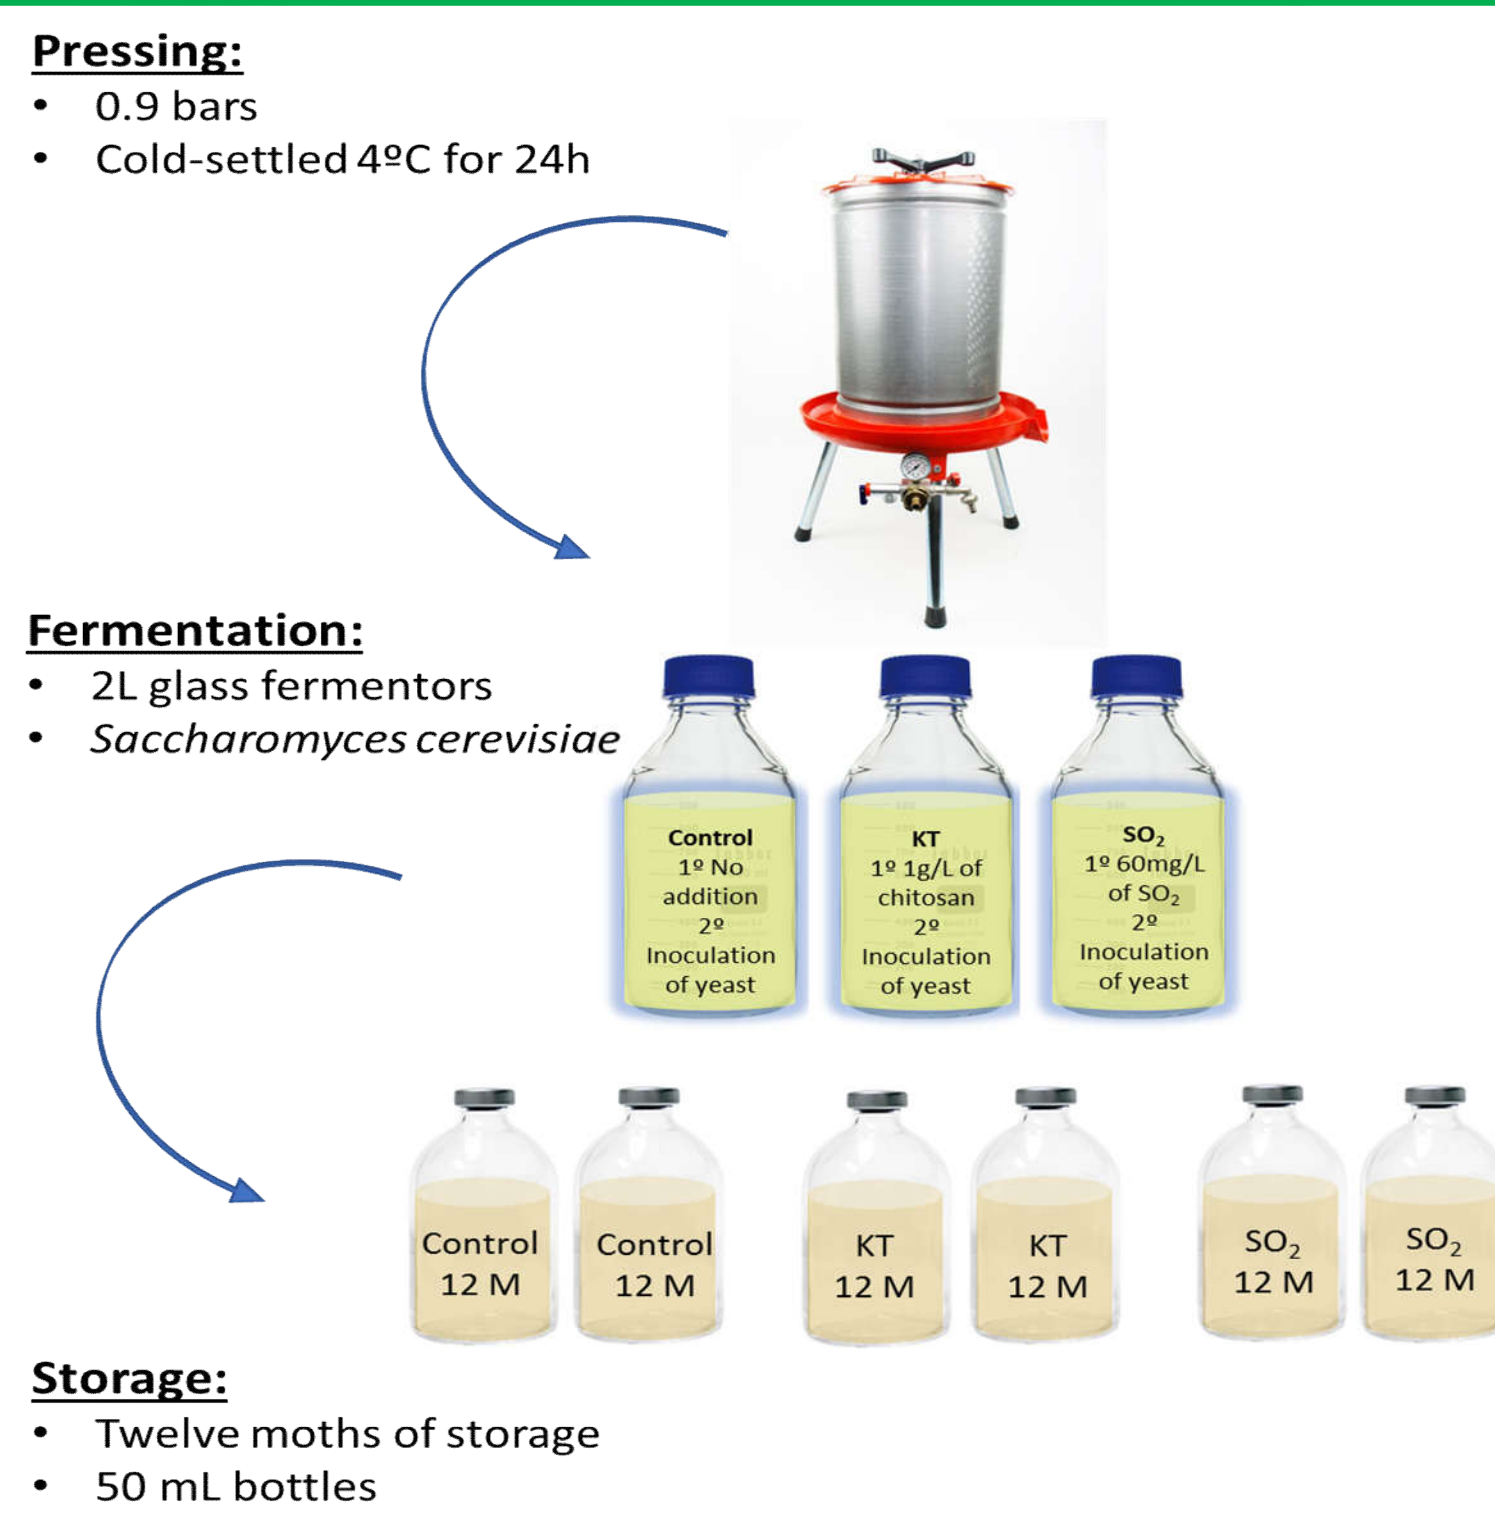 Pressing:
• 0.9 bars
• Cold-settled 4ºC for 24h
Fermentation:
• 2L glass fermentors
• Saccharomyces cerevisiae
Control
1º No
addition
2º
Inoculation
of yeast
KT
1º 1g/L of
chitosan
2º
Inoculation
of yeast
SO₂
1º 60mg/L
of SO₂
2º
Inoculation
of yeast
Control
12 M
Control
12 M
KT
12 M
KT
12 M
SO₂
12 M
SO₂
12 M
Storage:
• Twelve moths of storage
• 50 mL bottles